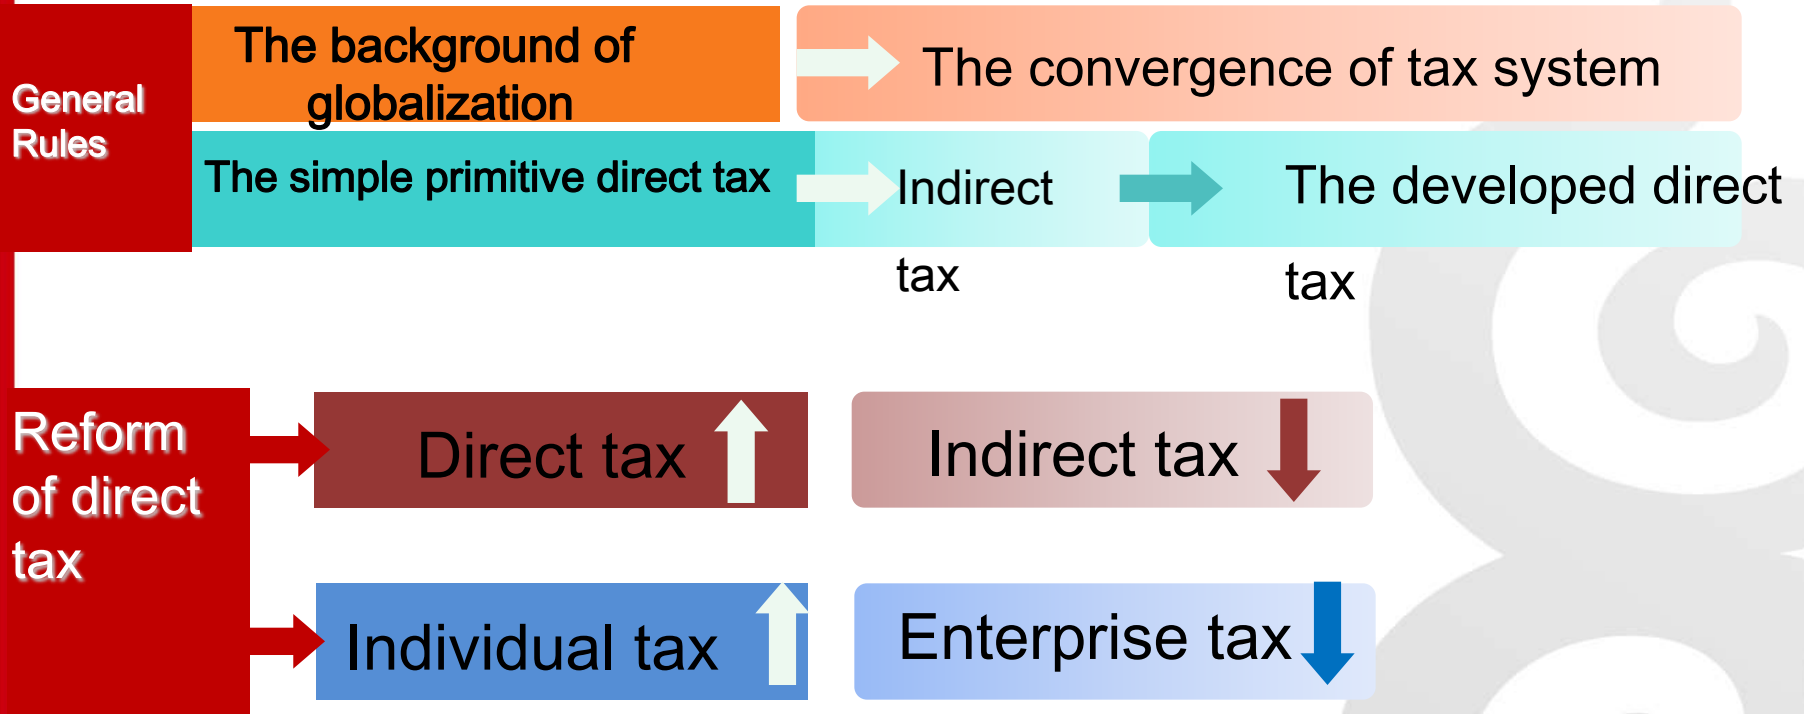 General
Rules
The background of
globalization
The convergence of tax system
The simple primitive direct tax
Indirect
tax
The developed direct
tax
Reform
of direct
tax
Direct tax
Indirect tax
Individual tax
Enterprise tax